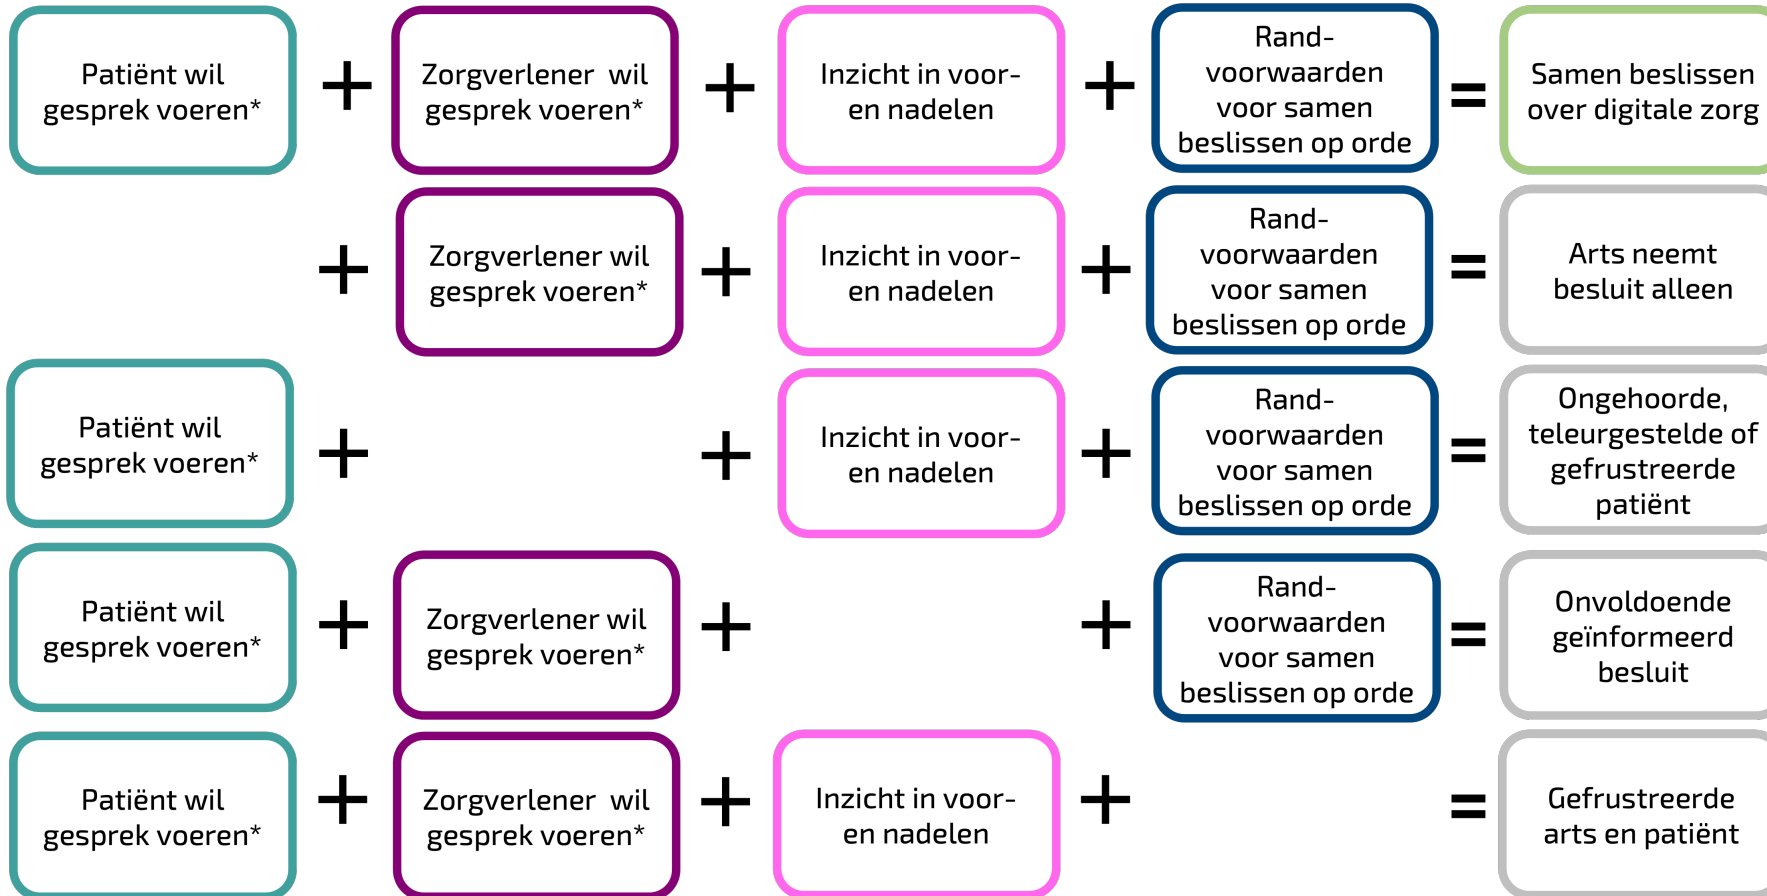 Patiënt wil
gesprek voeren*
+
Zorgverlener wil
gesprek voeren*
+
Inzicht in voor-
en nadelen
+
Rand-
voorwaarden
voor samen
beslissen op orde
=
Samen beslissen
over digitale zorg
+
Zorgverlener wil
gesprek voeren*
+
Inzicht in voor-
en nadelen
+
Rand-
voorwaarden
voor samen
beslissen op orde
=
Arts neemt
besluit alleen
Patiënt wil
gesprek voeren*
+
+
Inzicht in voor-
en nadelen
+
Rand-
voorwaarden
voor samen
beslissen op orde
=
Ongehoorde,
teleurgestelde of
gefrustreerde
patiënt
Patiënt wil
gesprek voeren*
+
Zorgverlener wil
gesprek voeren*
+
+
Rand-
voorwaarden
voor samen
beslissen op orde
=
Onvoldoende
geïnformeerd
besluit
Patiënt wil
gesprek voeren*
+
Zorgverlener wil
gesprek voeren*
+
Inzicht in voor-
en nadelen
+
=
Gefrustreerde
arts en patiënt